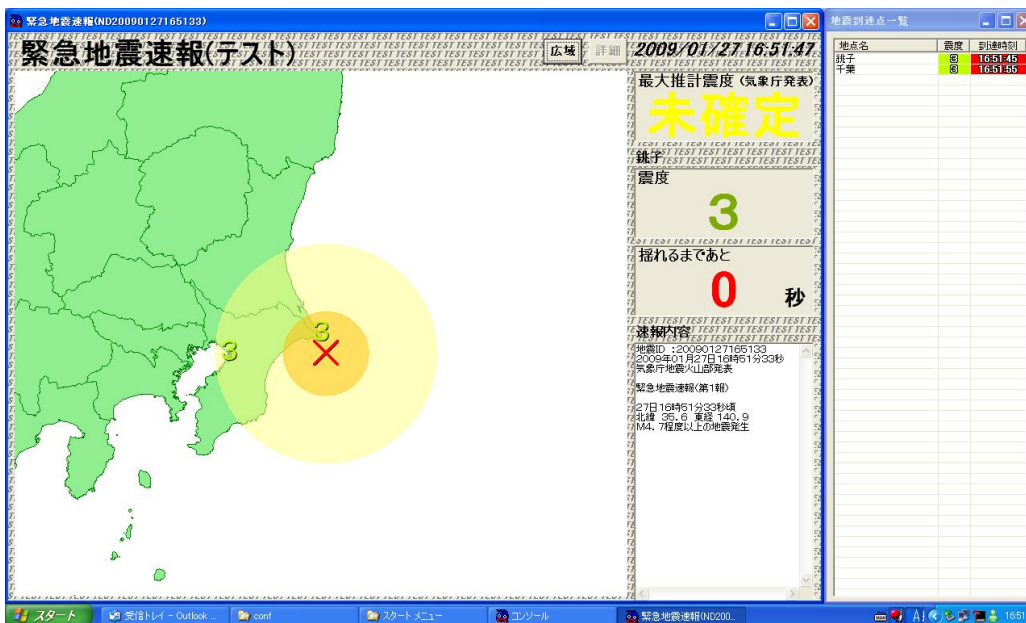 緊急地震速報(ND20090127165133)
緊急地震速報(テスト)
広域
詳細
2009/01/27 16:51:47
最大推計震度(気象庁発表)
未確定
銚子
震度
3
揺れるまであと
0 秒
速報内容
地震ID :20090127165133
2009年01月27日16時51分33秒
気象庁地震火山部発表
緊急地震速報(第1報)
27日16時51分33秒頃
北緯 35.6 東経 140.9
M4.7程度以上の地震発生
3
3
地震到達点一覧
地点名 震度 到達時刻
銚子 3 16:51:45
千葉 3 16:51:55
スタート
受信トレイ - Outlook ...
conf
スタート メニュー
コンソール
緊急地震速報(ND200...
16:51